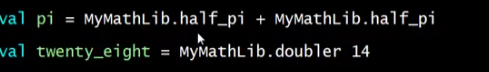 val pi = MyMathLib.half_pi + MyMathLib.half_pi
val twenty_eight = MyMathLib.doubler 14